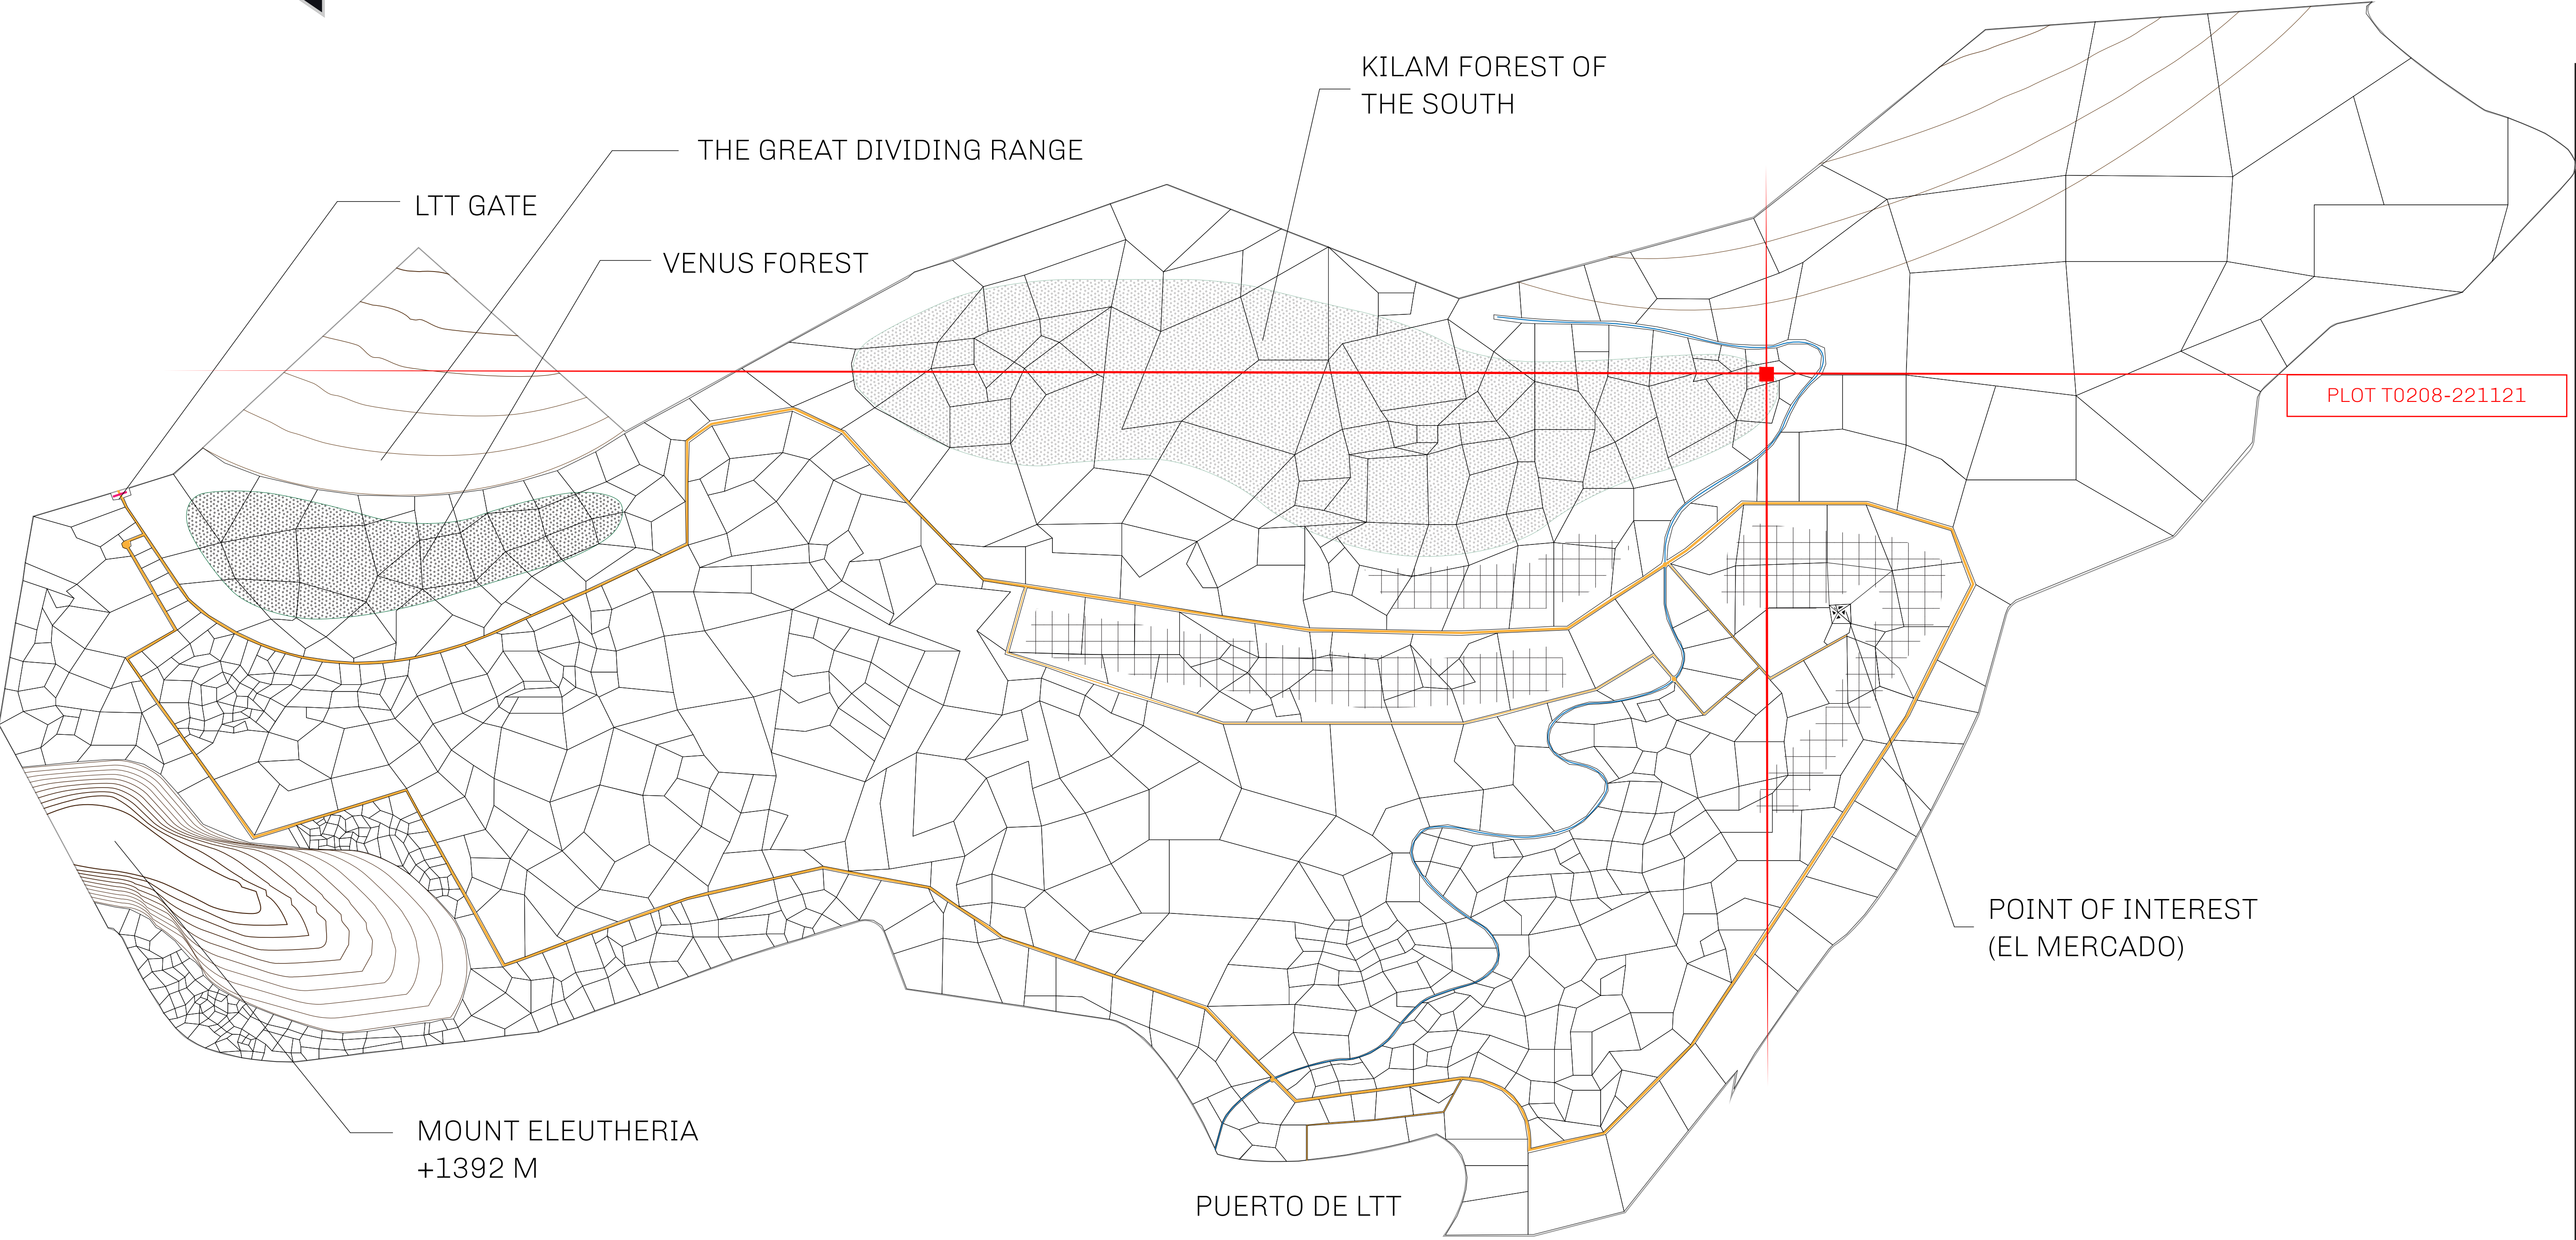 KILAM FOREST OF
THE SOUTH
THE GREAT DIVIDING RANGE
LTT GATE
VENUS FOREST
PLOT T0208-221121
POINT OF INTEREST
(EL MERCADO)
MOUNT ELEUTHERIA
+1392 M
PUERTO DE LTT